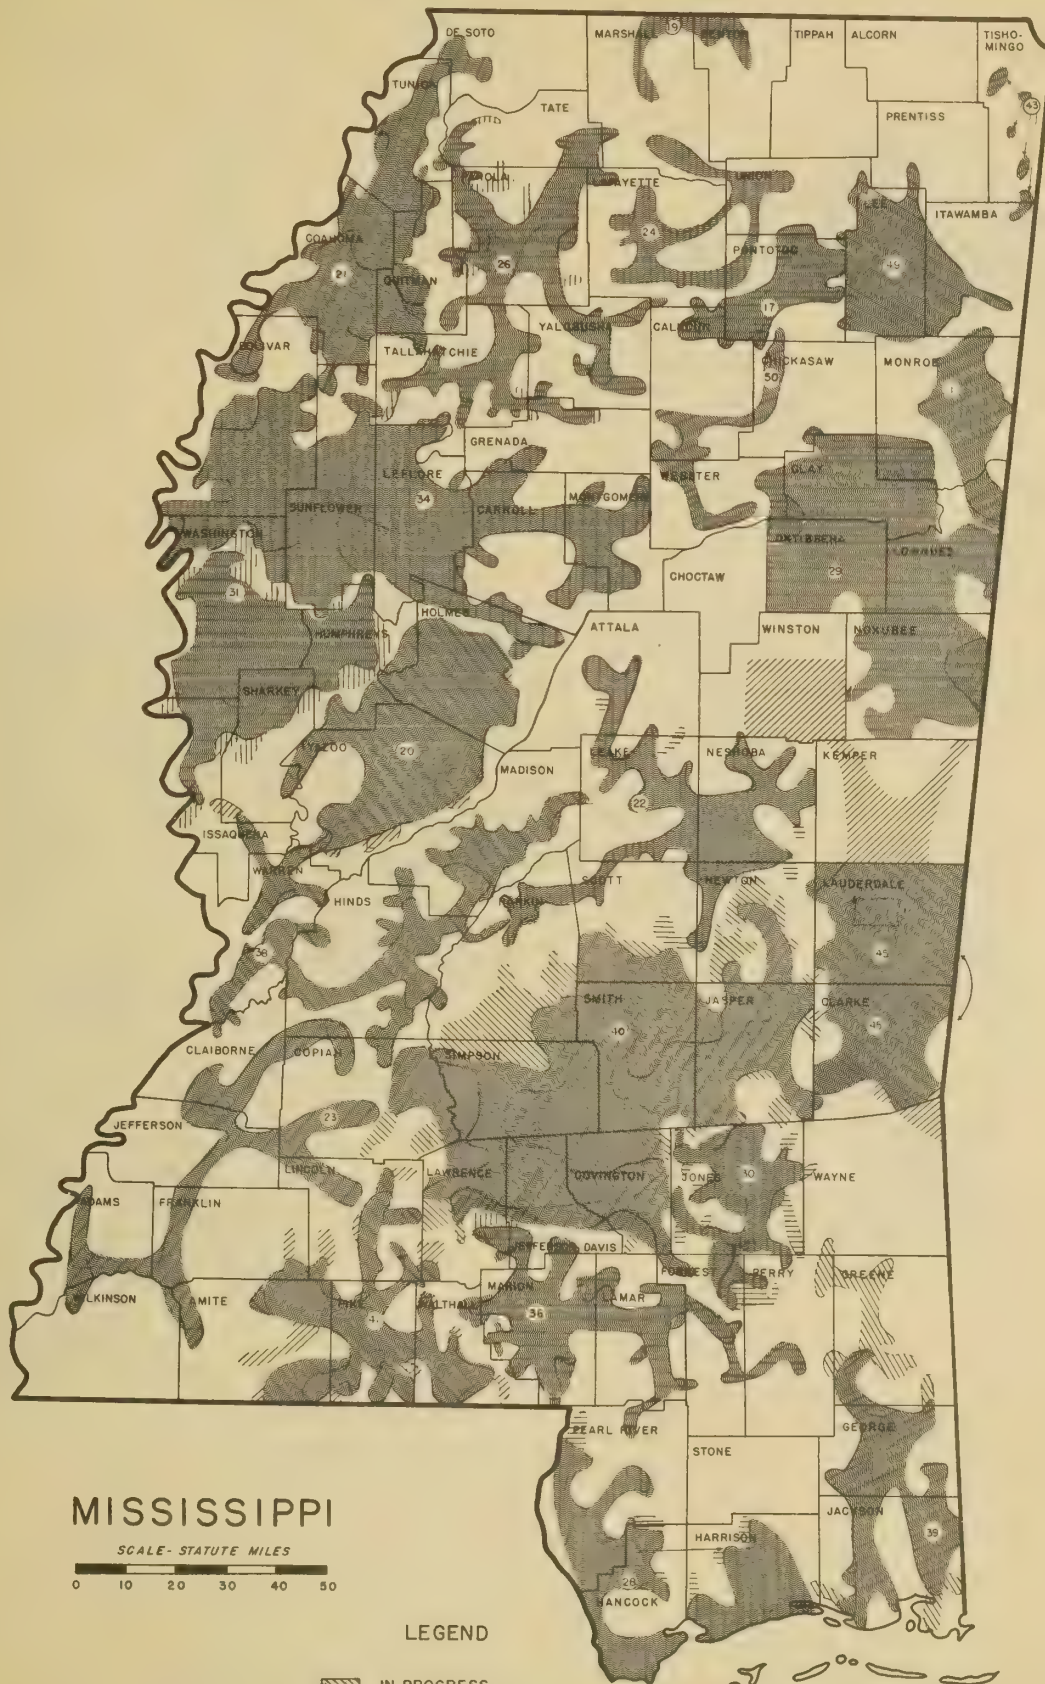 DE SOTO
MARSHALL
19
BENTON
TIPPAH
ALCORN
TISHO-
MINGO
TUNICA
TATE
43
PRENTISS
PANOLA
LAFAYETTE
UNION
LEE
ITAWAMBA
COAHOMA
24
PONTOTOC
21
QUITMAN
26
49
17
BOLIVAR
TALLAHATCHIE
YALOBUSHA
CALHOUN
CHICKASAW
50
MONROE
1
GRENADA
LEFLORE
34
WEBSTER
CLAY
SUNFLOWER
CARROLL
MONTGOMERY
WASHINGTON
OKTIBBEHA
LOWNDES
CHOCTAW
29
31
HOLMES
HUMPHREYS
ATTALA
WINSTON
NOXUBEE
SHARKEY
YAZOO
20
LEAKE
NESHOBA
KEMPER
MADISON
22
ISSAQUENA
WARREN
HINDS
RANKIN
SCOTT
NEWTON
LAUDERDALE
38
45
SMITH
JASPER
CLARKE
40
45
CLAIBORNE
COPIAH
SIMPSON
JEFFERSON
23
LINCOLN
LAWRENCE
COVINGTON
JONES
30
WAYNE
ADAMS
FRANKLIN
JEFFERSON DAVIS
FORREST
PERRY
GREENE
WILKINSON
AMITE
PIKE
WALTHALL
MARION
LAMAR
36
PEARL RIVER
GEORGE
STONE
MISSISSIPPI
JACKSON
SCALE - STATUTE MILES
HARRISON
39
0 10 20 30 40 50
28
HANCOCK
LEGEND
IN PROGRESS